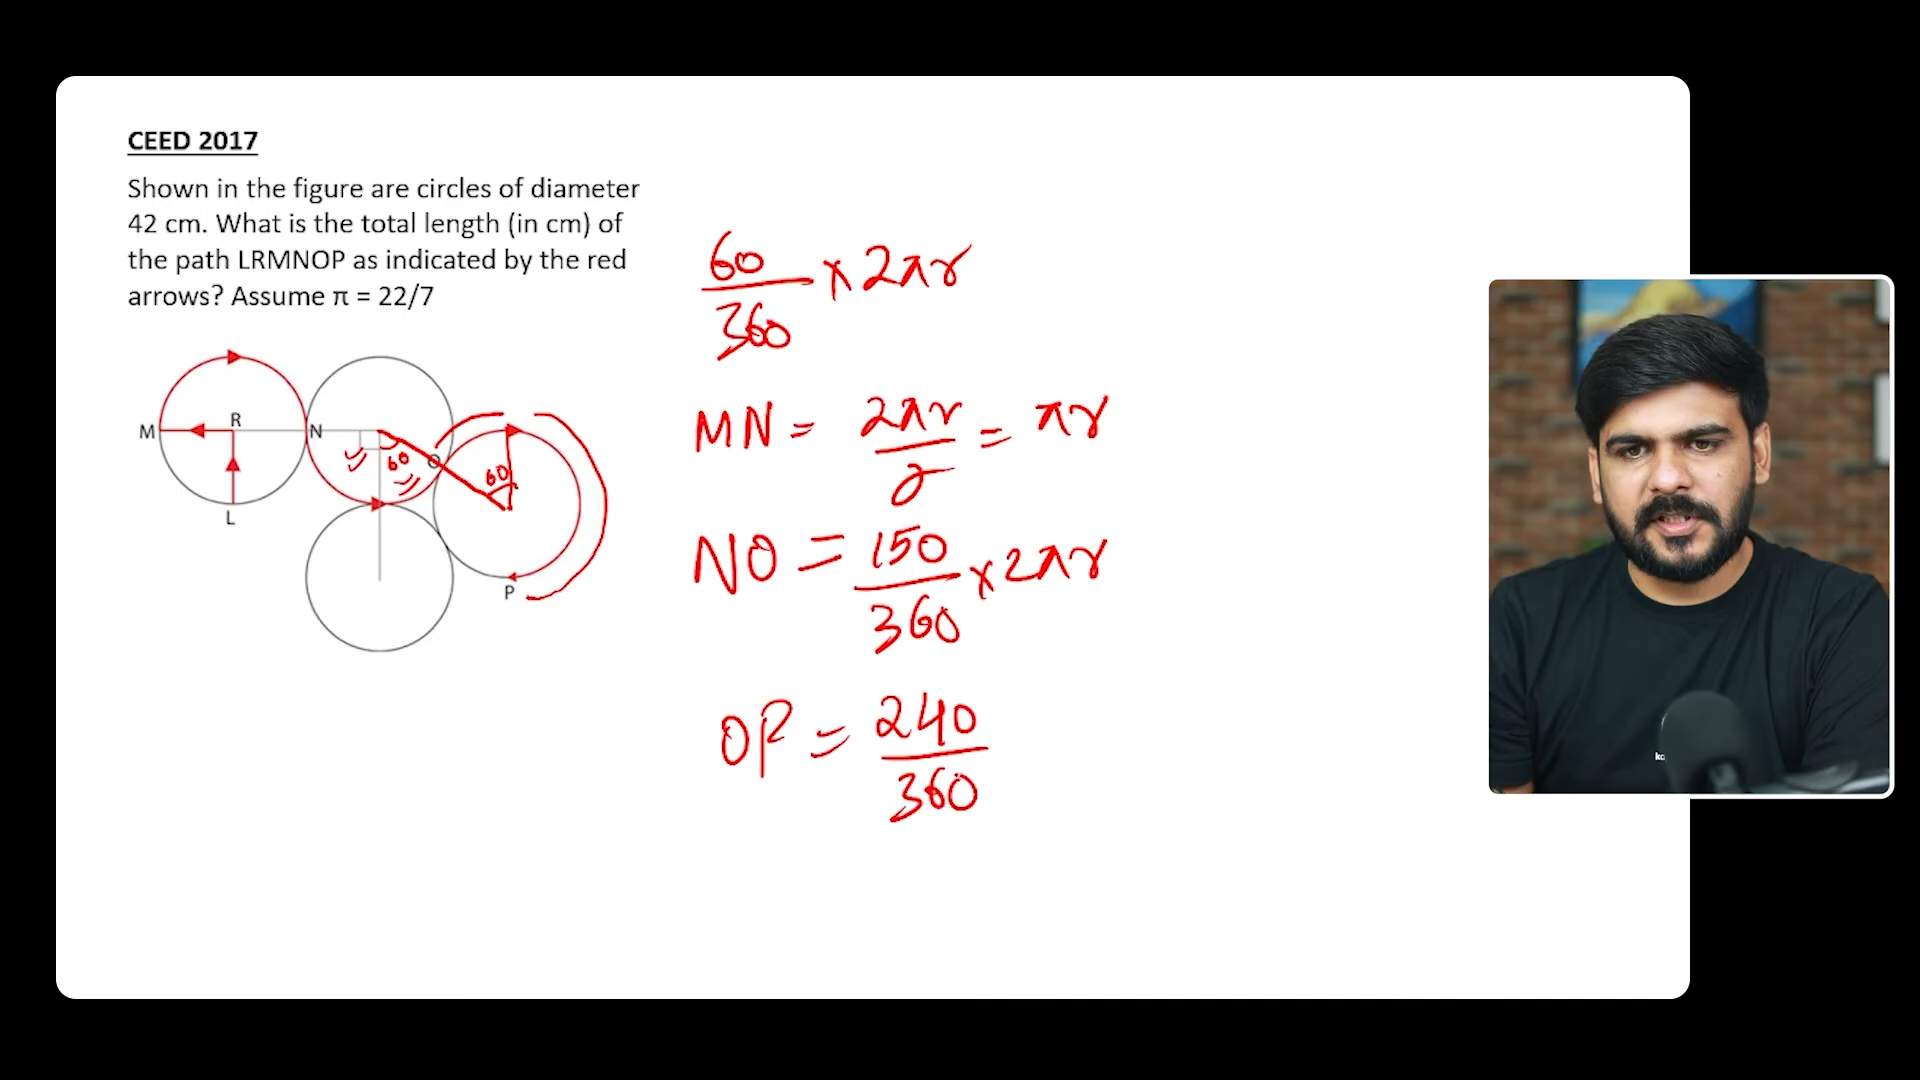 CEED 2017
Shown in the figure are circles of diameter
42 cm. What is the total length (in cm) of
the path LRMNOP as indicated by the red
arrows? Assume π = 22/7
M
R
N
O
L
P
60
60
60/360 × 2πr
MN = 2πr/2 = πr
NO = 150/360 × 2πr
OP = 240/360